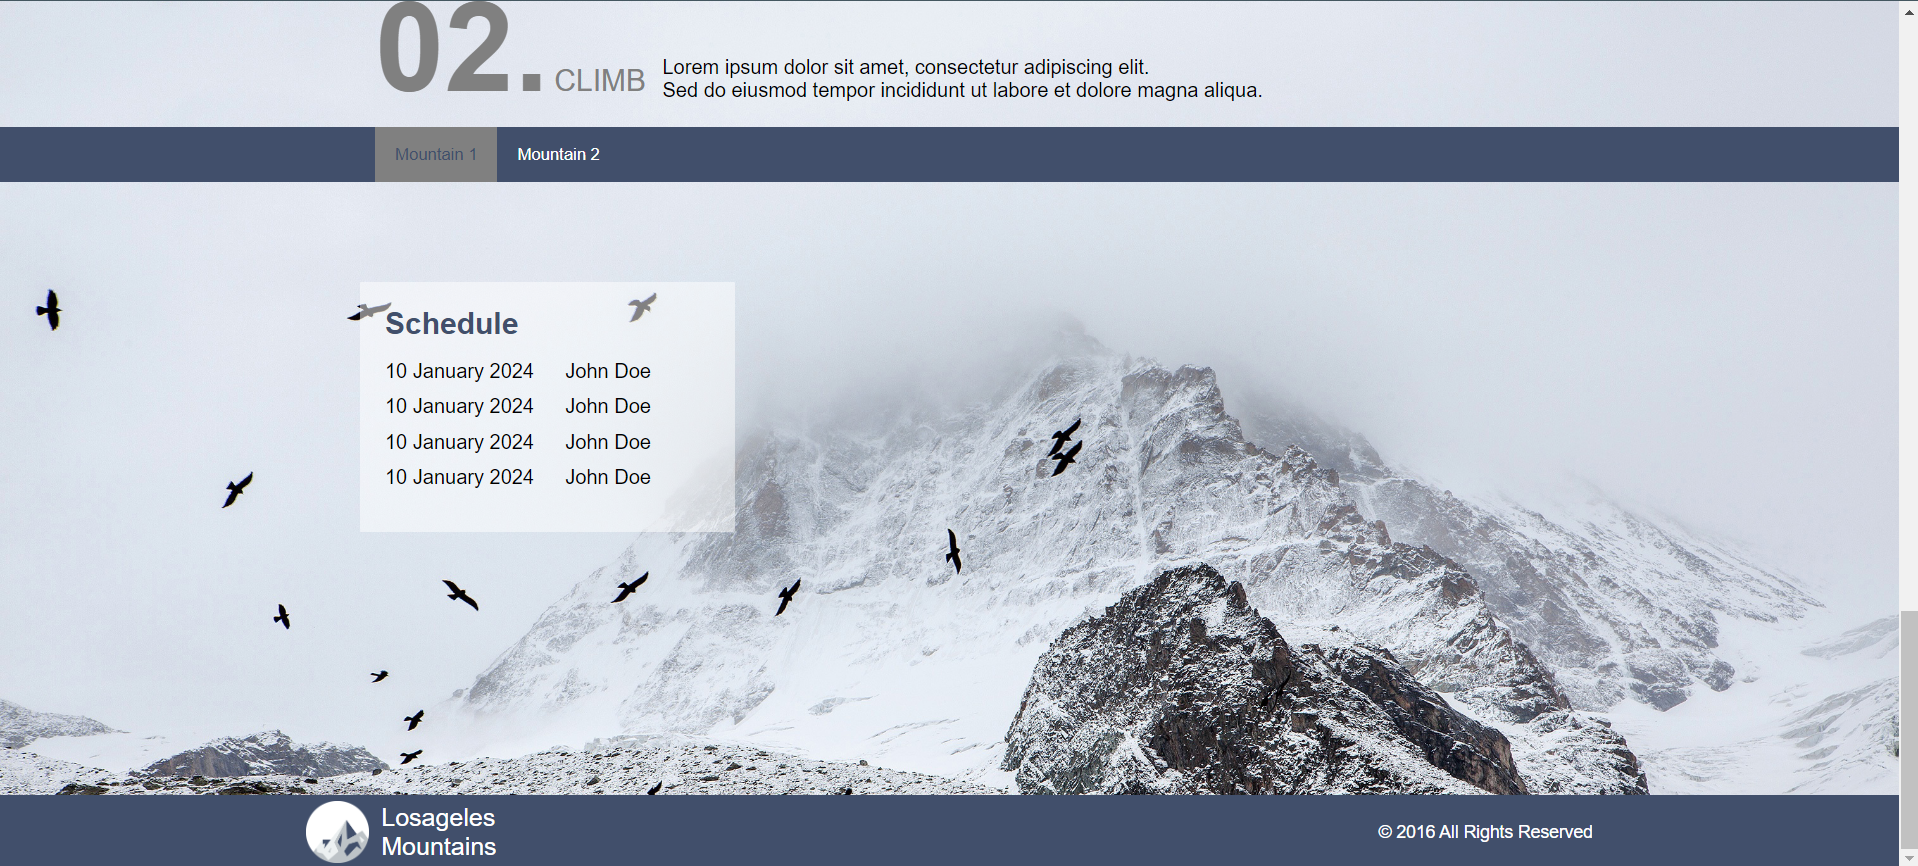 02. CLIMB
Lorem ipsum dolor sit amet, consectetur adipiscing elit.
Sed do eiusmod tempor incididunt ut labore et dolore magna aliqua.
Mountain 1 Mountain 2
Schedule
10 January 2024 John Doe
10 January 2024 John Doe
10 January 2024 John Doe
10 January 2024 John Doe
Losageles
Mountains
© 2016 All Rights Reserved